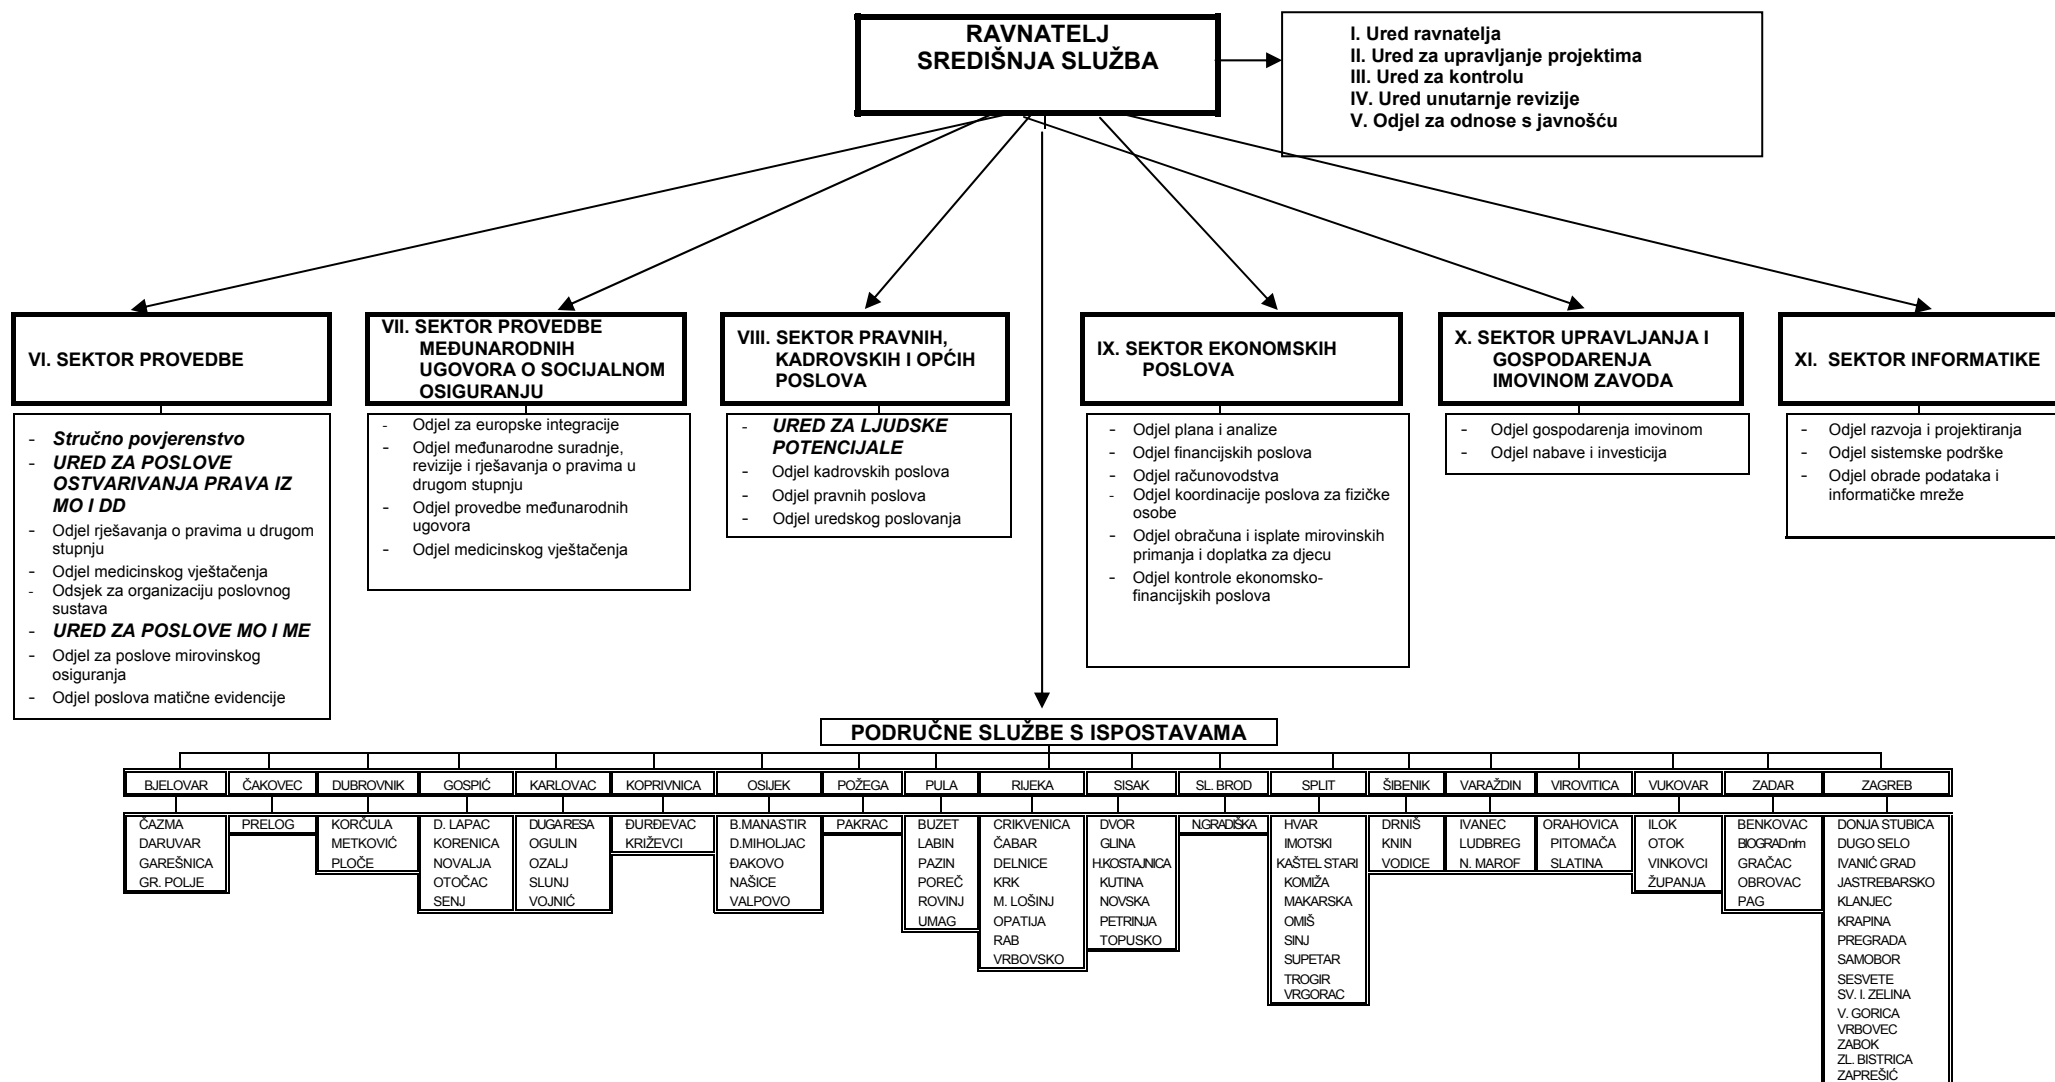 RAVNATELJ
SREDIŠNJA SLUŽBA
I. Ured ravnatelja
II. Ured za upravljanje projektima
III. Ured za kontrolu
IV. Ured unutarnje revizije
V. Odjel za odnose s javnošću
VI. SEKTOR PROVEDBE
- Stručno povjerenstvo
- URED ZA POSLOVE
OSTVARIVANJA PRAVA IZ
MO I DD
- Odjel rješavanja o pravima u drugom
stupnju
- Odjel medicinskog vještačenja
- Odsjek za organizaciju poslovnog
sustava
- URED ZA POSLOVE MO I ME
- Odjel za poslove mirovinskog
osiguranja
- Odjel poslova matične evidencije
VII. SEKTOR PROVEDBE
MEĐUNARODNIH
UGOVORA O SOCIJALNOM
OSIGURANJU
- Odjel za europske integracije
- Odjel međunarodne suradnje,
revizije i rješavanja o pravima u
drugom stupnju
- Odjel provedbe međunarodnih
ugovora
- Odjel medicinskog vještačenja
VIII. SEKTOR PRAVNIH,
KADROVSKIH I OPĆIH
POSLOVA
- URED ZA LJUDSKE
POTENCIJALE
- Odjel kadrovskih poslova
- Odjel pravnih poslova
- Odjel uredskog poslovanja
IX. SEKTOR EKONOMSKIH
POSLOVA
- Odjel plana i analize
- Odjel financijskih poslova
- Odjel računovodstva
- Odjel koordinacije poslova za fizičke
osobe
- Odjel obračuna i isplate mirovinskih
primanja i doplatka za djecu
- Odjel kontrole ekonomsko-
financijskih poslova
X. SEKTOR UPRAVLJANJA I
GOSPODARENJA
IMOVINOM ZAVODA
- Odjel gospodarenja imovinom
- Odjel nabave i investicija
XI. SEKTOR INFORMATIKE
- Odjel razvoja i projektiranja
- Odjel sistemske podrške
- Odjel obrade podataka i
informatičke mreže
PODRUČNE SLUŽBE S ISPOSTAVAMA
BJELOVAR
ČAZMA
DARUVAR
GAREŠNICA
GR. POLJE
ČAKOVEC
PRELOG
DUBROVNIK
KORČULA
METKOVIĆ
PLOČE
GOSPIĆ
D. LAPAC
KORENICA
NOVALJA
OTOČAC
SENJ
KARLOVAC
DUGA RESA
OGULIN
OZALJ
SLUNJ
VOJNIĆ
KOPRIVNICA
ĐURĐEVAC
KRIŽEVCI
OSIJEK
B.MANASTIR
D.MIHOLJAC
ĐAKOVO
NAŠICE
VALPOVO
POŽEGA
PAKRAC
PULA
BUZET
LABIN
PAZIN
POREČ
ROVINJ
UMAG
RIJEKA
CRIKVENICA
ČABAR
DELNICE
KRK
M. LOŠINJ
OPATIJA
RAB
VRBOVSKO
SISAK
DVOR
GLINA
H.KOSTAJNICA
KUTINA
NOVSKA
PETRINJA
TOPUSKO
SL. BROD
N.GRADIŠKA
SPLIT
HVAR
IMOTSKI
KAŠTEL STARI
KOMIŽA
MAKARSKA
OMIŠ
SINJ
SUPETAR
TROGIR
VRGORAC
ŠIBENIK
DRNIŠ
KNIN
VODICE
VARAŽDIN
IVANEC
LUDBREG
N. MAROF
VIROVITICA
ORAHOVICA
PITOMAČA
SLATINA
VUKOVAR
ILOK
OTOK
VINKOVCI
ŽUPANJA
ZADAR
BENKOVAC
BIOGRAD n/m
GRAČAC
OBROVAC
PAG
ZAGREB
DONJA STUBICA
DUGO SELO
IVANIĆ GRAD
JASTREBARSKO
KLANJEC
KRAPINA
PREGRADA
SAMOBOR
SESVETE
SV. I. ZELINA
V. GORICA
VRBOVEC
ZABOK
ZL. BISTRICA
ZAPREŠIĆ